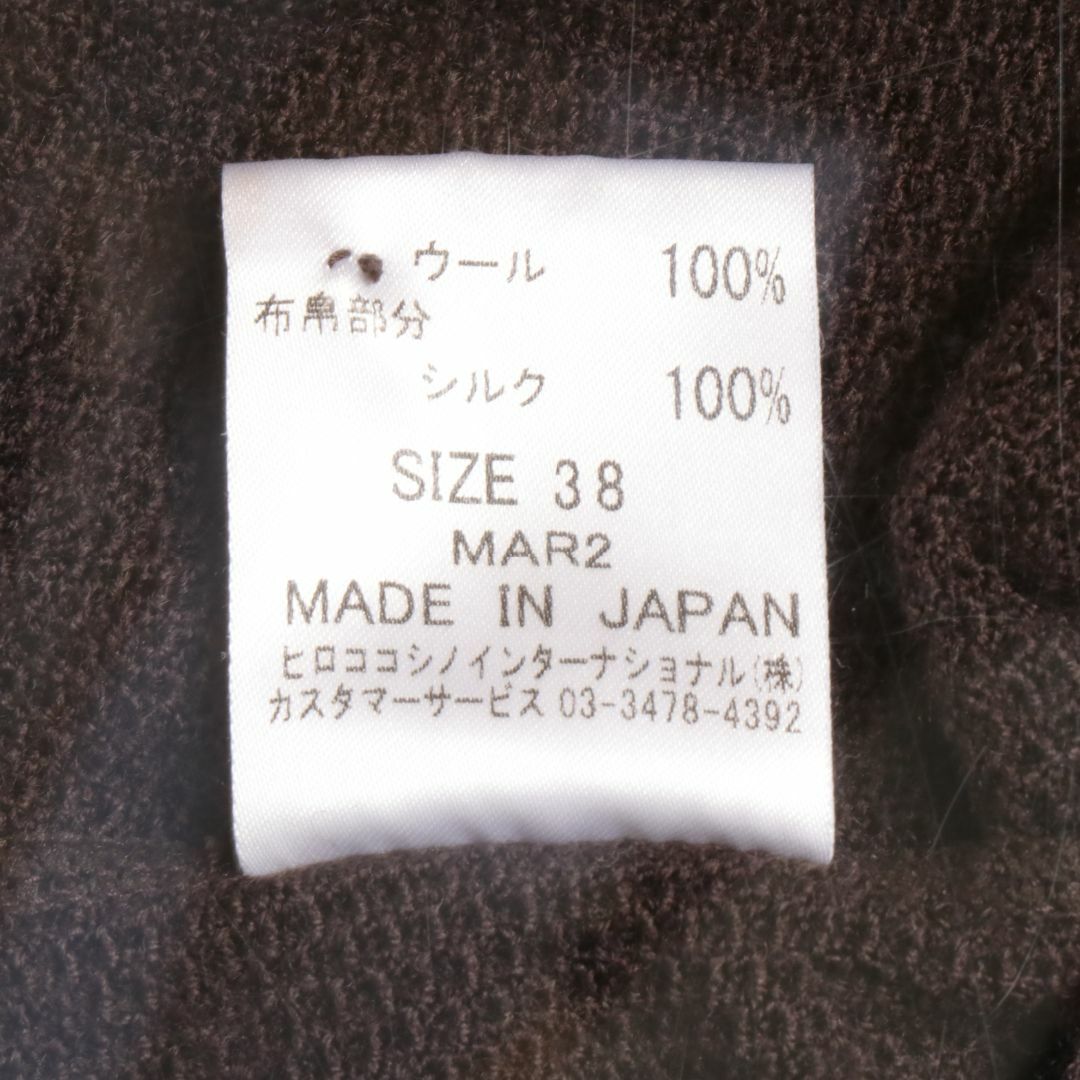 ウール 100%
布帛部分
シルク 100%
SIZE 38
MAR2
MADE IN JAPAN
ヒロココシノインターナショナル(株)
カスタマーサービス 03-3478-4392